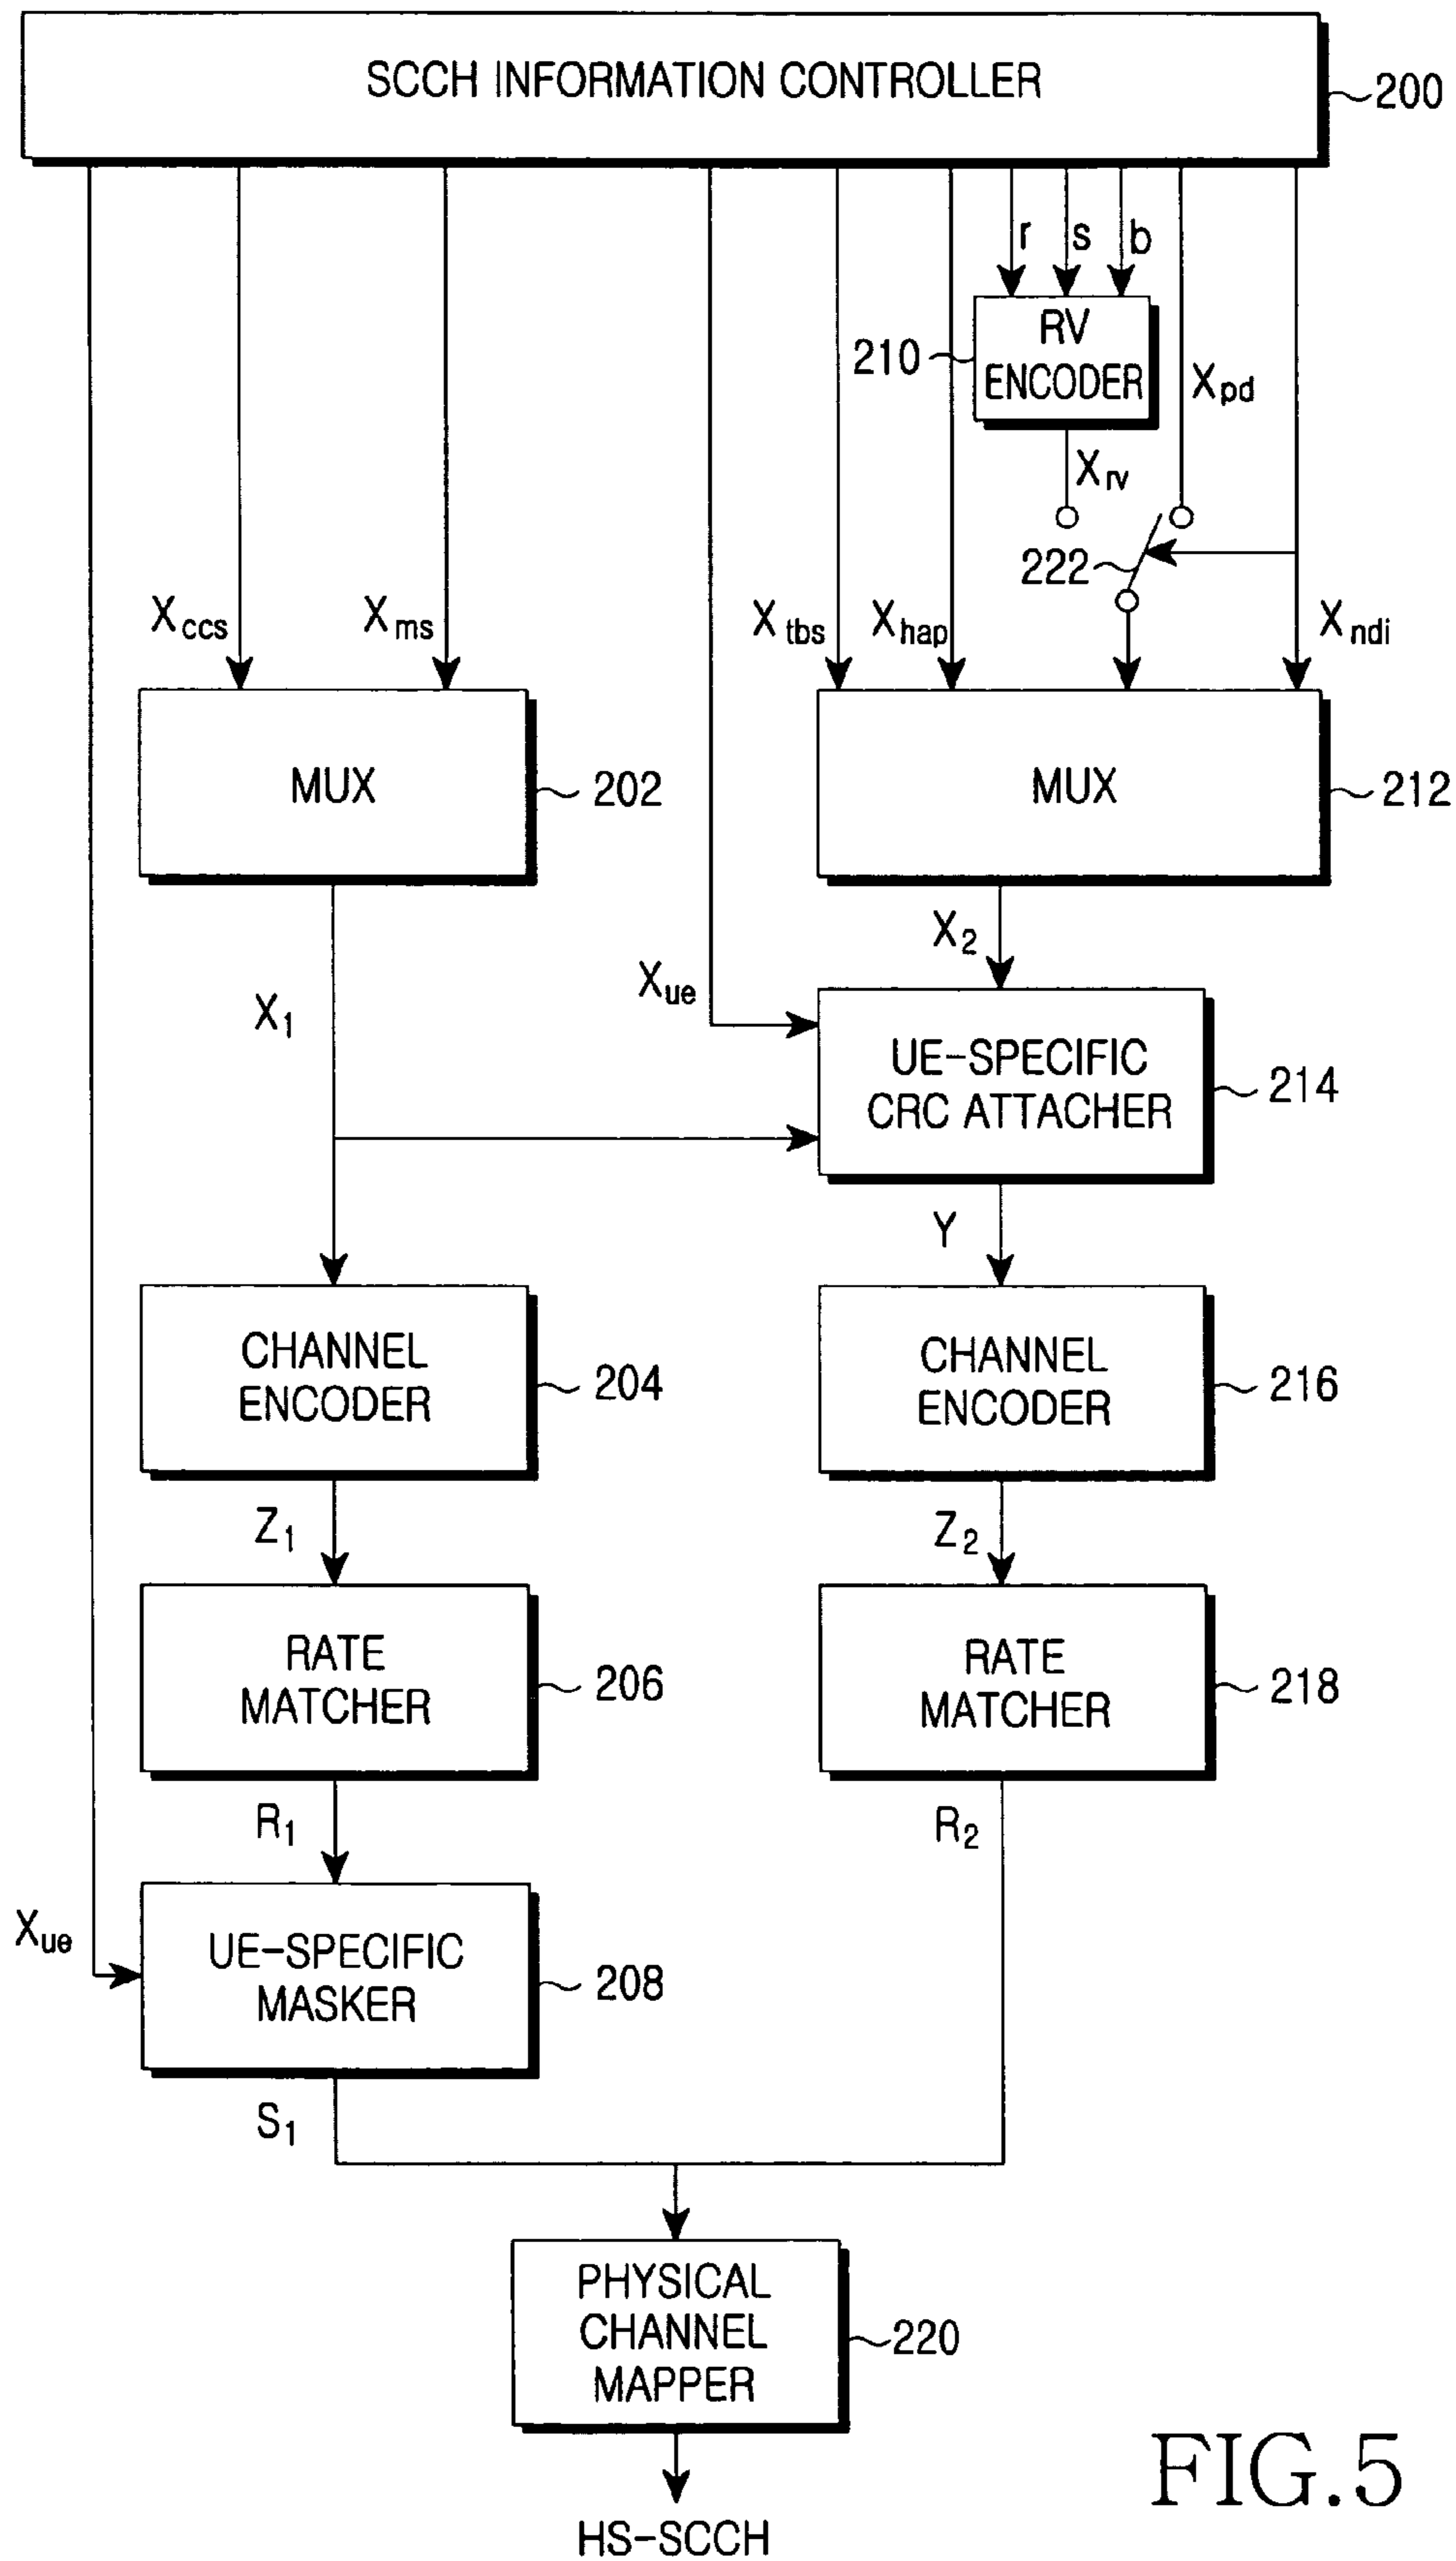 SCCH INFORMATION CONTROLLER
200
r s b
RV
ENCODER
210
Xpd
Xrv
222
Xccs
Xms
Xtbs
Xhap
Xndi
MUX
202
MUX
212
X2
Xue
X1
UE-SPECIFIC
CRC ATTACHER
214
Y
CHANNEL
ENCODER
204
CHANNEL
ENCODER
216
Z1
Z2
RATE
MATCHER
206
RATE
MATCHER
218
R1
R2
Xue
UE-SPECIFIC
MASKER
208
S1
PHYSICAL
CHANNEL
MAPPER
220
HS-SCCH
FIG.5